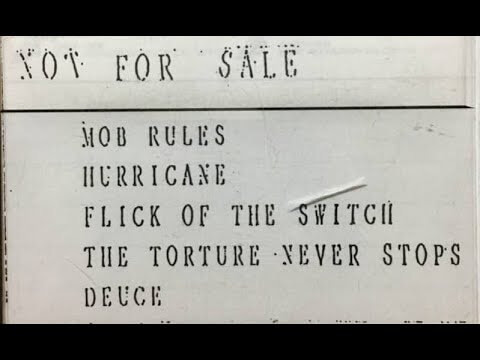 NOT FOR SALE
MOB RULES
HURRICANE
FLICK OF THE SWITCH
THE TORTURE NEVER STOPS
DEUCE